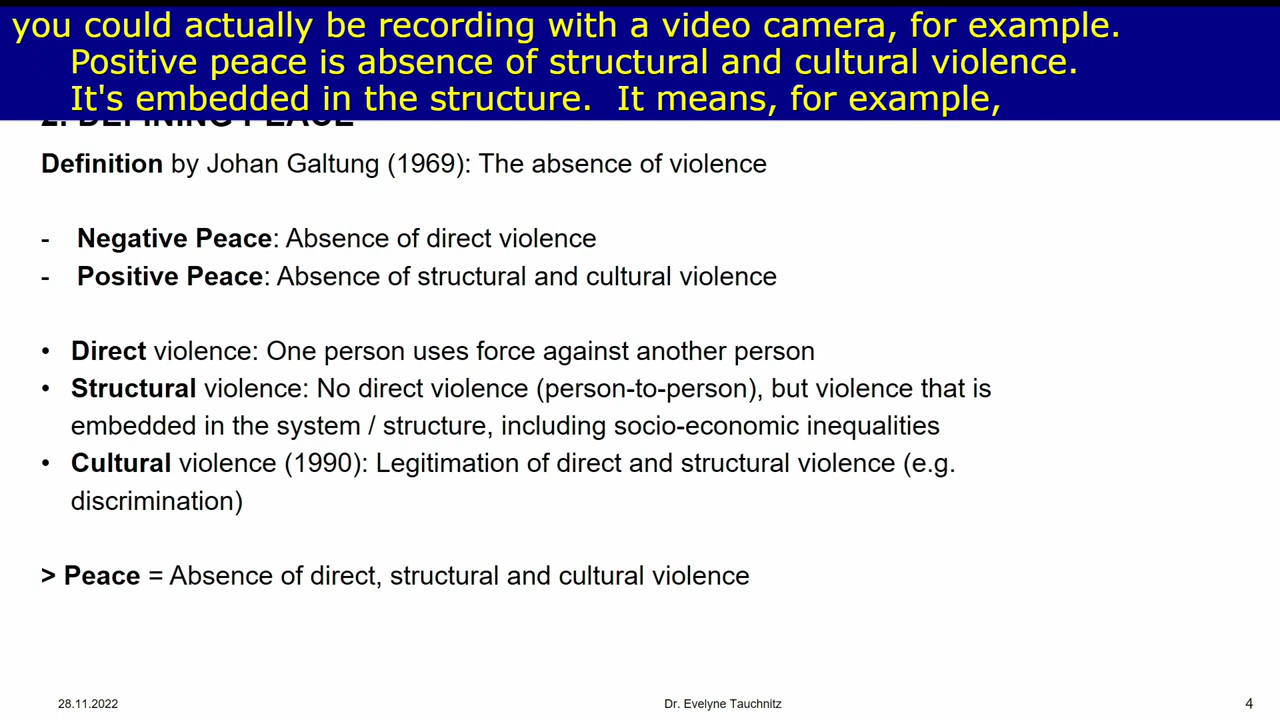 you could actually be recording with a video camera, for example.
Positive peace is absence of structural and cultural violence.
It's embedded in the structure.  It means, for example,
2. DEFINING PEACE
Definition by Johan Galtung (1969): The absence of violence
- Negative Peace: Absence of direct violence
- Positive Peace: Absence of structural and cultural violence
• Direct violence: One person uses force against another person
• Structural violence: No direct violence (person-to-person), but violence that is
embedded in the system / structure, including socio-economic inequalities
• Cultural violence (1990): Legitimation of direct and structural violence (e.g.
discrimination)
> Peace = Absence of direct, structural and cultural violence
28.11.2022
Dr. Evelyne Tauchnitz
4